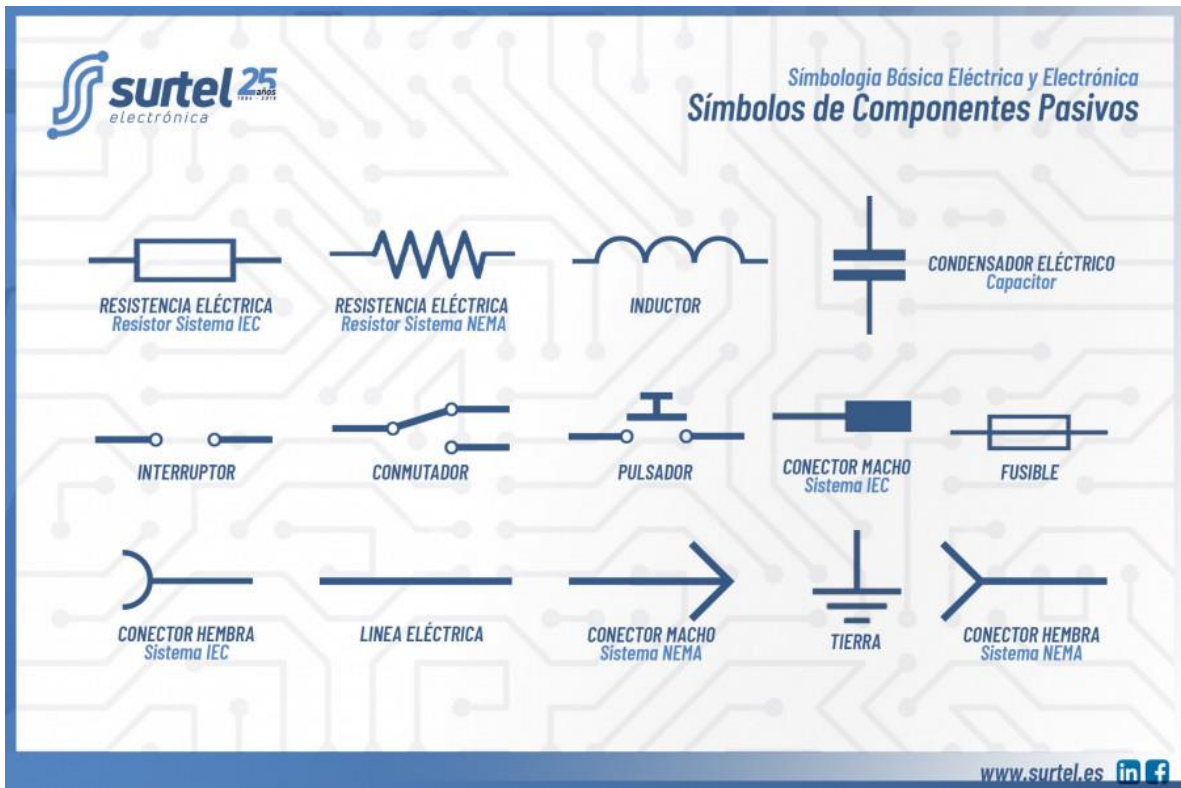 surtel 25 años
1994 - 2019
electrónica
Símbologia Básica Eléctrica y Electrónica
Símbolos de Componentes Pasivos
RESISTENCIA ELÉCTRICA
Resistor Sistema IEC
RESISTENCIA ELÉCTRICA
Resistor Sistema NEMA
INDUCTOR
CONDENSADOR ELÉCTRICO
Capacitor
INTERRUPTOR
CONMUTADOR
PULSADOR
CONECTOR MACHO
Sistema IEC
FUSIBLE
CONECTOR HEMBRA
Sistema IEC
LINEA ELÉCTRICA
CONECTOR MACHO
Sistema NEMA
TIERRA
CONECTOR HEMBRA
Sistema NEMA
www.surtel.es in f